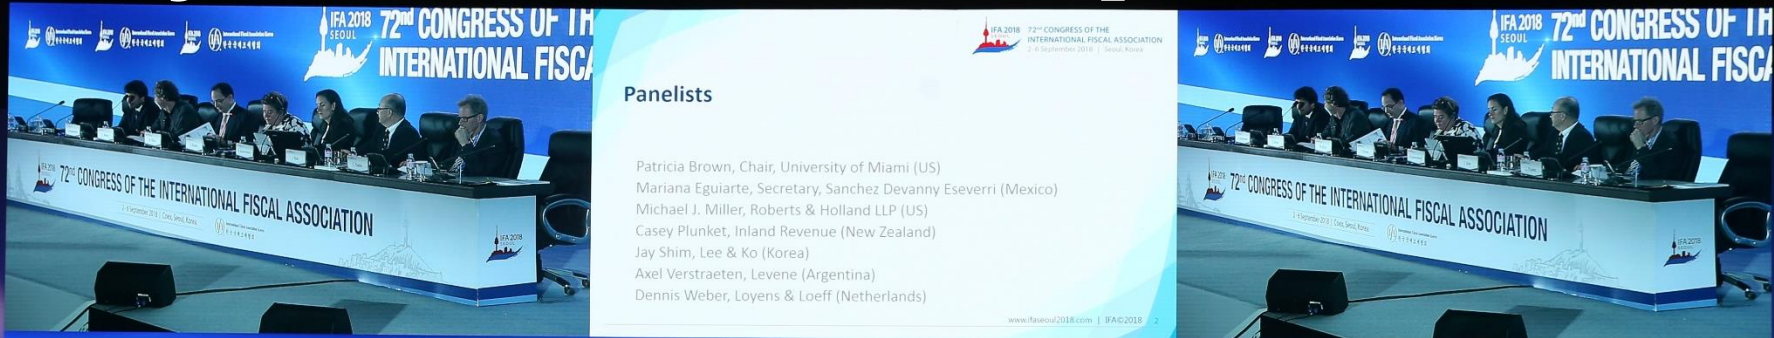 IFA 2018
SEOUL
72nd CONGRESS OF TH
INTERNATIONAL FISCA
72nd CONGRESS OF THE INTERNATIONAL FISCAL ASSOCIATION
IFA 2018
IFA 2018
SEOUL
72nd CONGRESS OF THE
INTERNATIONAL FISCAL ASSOCIATION
2-6 September 2018 | Seoul, Korea
Panelists
Patricia Brown, Chair, University of Miami (US)
Mariana Eguiarte, Secretary, Sanchez Devanny Eseverri (Mexico)
Michael J. Miller, Roberts & Holland LLP (US)
Casey Plunket, Inland Revenue (New Zealand)
Jay Shim, Lee & Ko (Korea)
Axel Verstraeten, Levene (Argentina)
Dennis Weber, Loyens & Loeff (Netherlands)
www.ifaseoul2018.com | IFA©2018 2
IFA 2018
SEOUL
72nd CONGRESS OF TH
INTERNATIONAL FISCA
72nd CONGRESS OF THE INTERNATIONAL FISCAL ASSOCIATION
IFA 2018